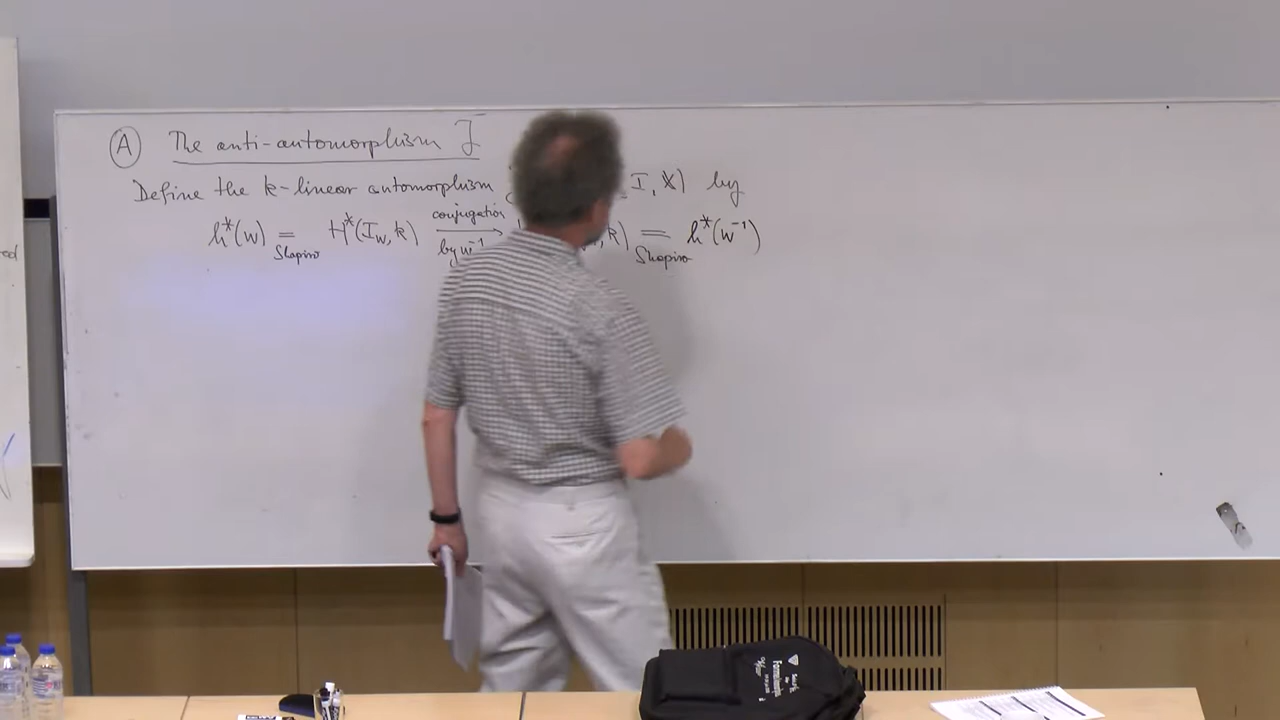 Ⓐ The anti-automorphism J
Define the k-linear automorphism I, X) by
h*(w) = H*(I_w, k) → , k) = h*(w⁻¹)
conjugation
Shapiro by w⁻¹ Shapiro